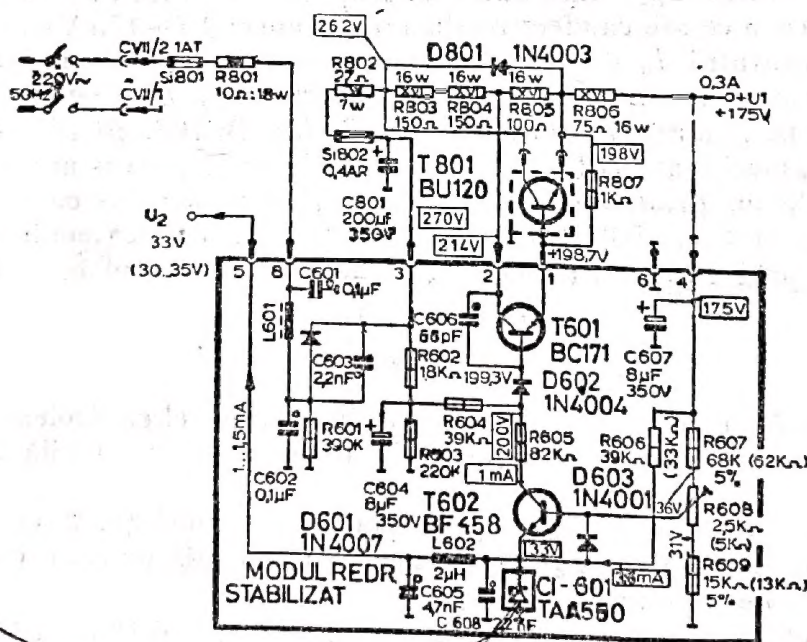 CVII/2 1AT
220V~
50Hz
CVII/1
Si801
R801
10Ω:18w
26.2V
D801 1N4003
R802
27Ω
7w
16w
R803
150Ω
16w
R804
150Ω
16w
R805
100Ω
R806
75Ω 16w
0,3A
+U1
+175V
Si802
0,4AR
C801
200μF
350V
T801
BU120
270V
214V
198V
R807
1KΩ
+198,7V
U2
33V
(30..35V)
5
8
3
2
1
6
4
C601
0,1μF
L601
C603
2,2nF
R601
390K
C602
0,1μF
C606
R602
1,8KΩ
T601
BC171
199,3V
D602
1N4004
R604
39KΩ
200V
R605
82KΩ
1mA
R603
220K
C604
8μF
350V
C607
8μF
350V
175V
R606
39KΩ
(33KΩ)
R607
68K (62KΩ)
5%
D603
1N4001
36V
R608
2,5KΩ
(5KΩ)
31V
R609
15KΩ(13KΩ)
5%
T602
BF458
33V
1...1,5mA
D601
1N4007
L602
2μH
MODUL REDR
STABILIZAT
C605
4,7nF
C608
CI-601
TAA550